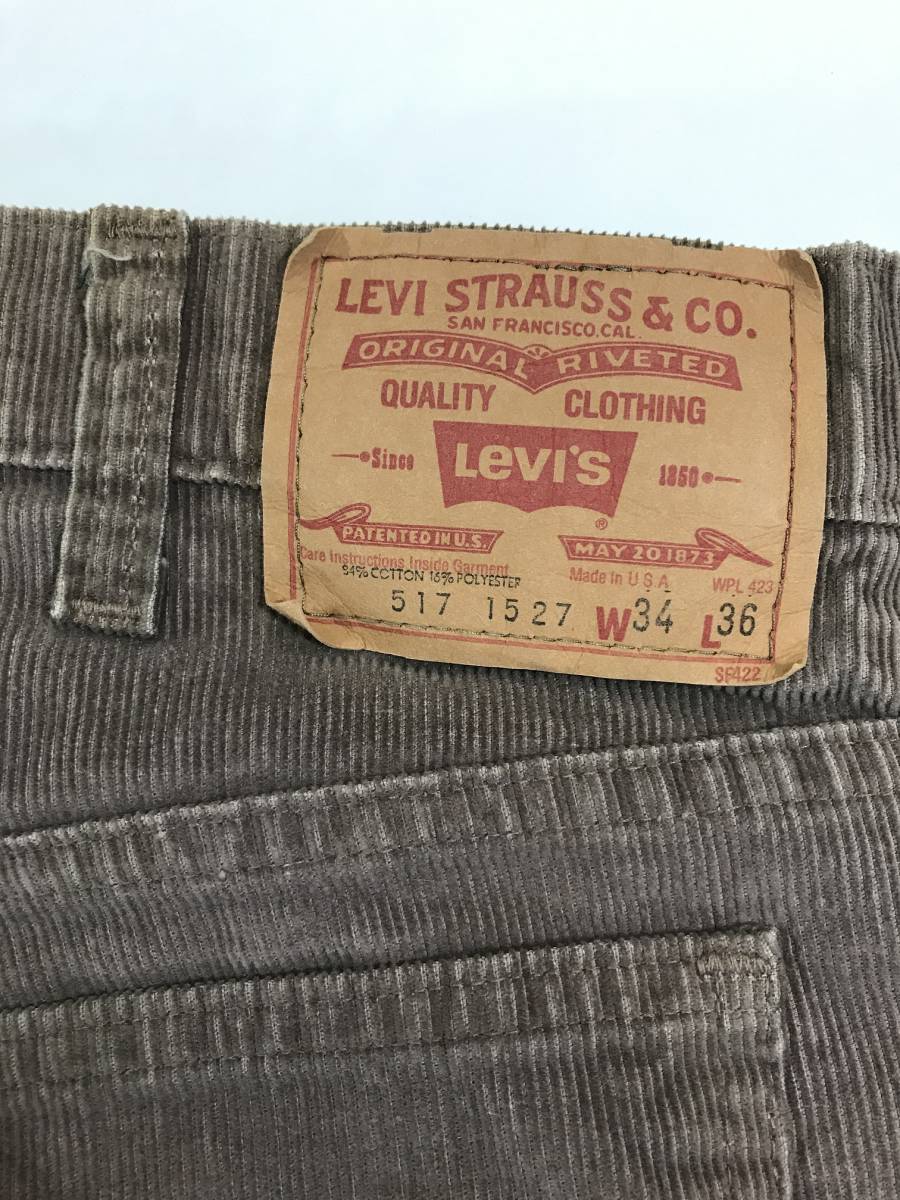 LEVI STRAUSS & CO.
SAN FRANCISCO, CAL.
ORIGINAL RIVETED
QUALITY CLOTHING
Since LEVI'S 1850
®
PATENTED IN U.S. MAY 20 1873
Care Instructions Inside Garment Made in U S A WPL 423
84% COTTON 16% POLYESTER
517 1527 W34 L36
SF422